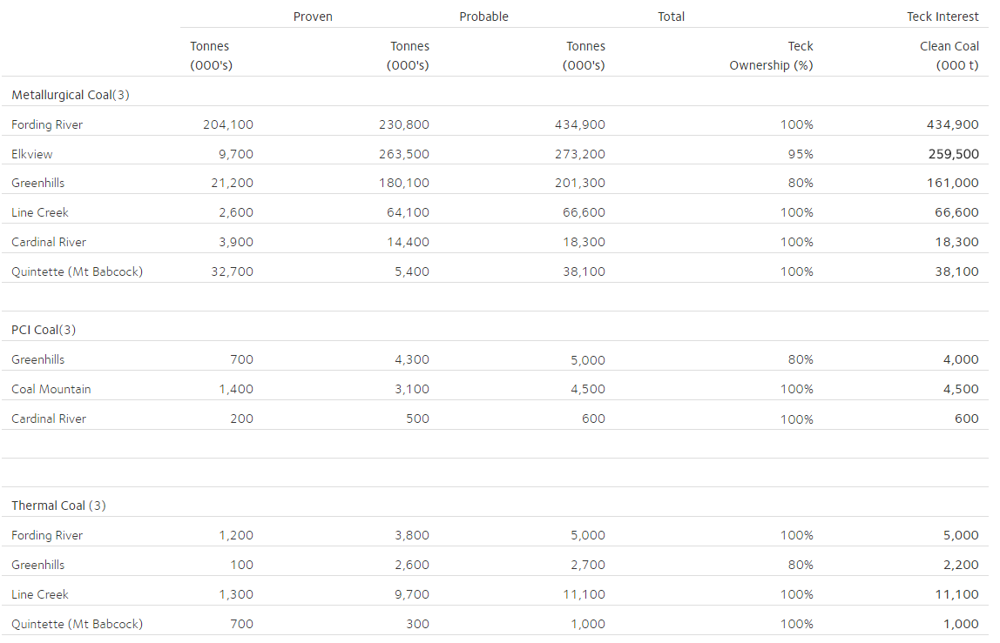 Proven Probable Total Teck Interest
Tonnes Tonnes Tonnes Teck Clean Coal
(000's) (000's) (000's) Ownership (%) (000 t)
Metallurgical Coal(3)
Fording River 204,100 230,800 434,900 100% 434,900
Elkview 9,700 263,500 273,200 95% 259,500
Greenhills 21,200 180,100 201,300 80% 161,000
Line Creek 2,600 64,100 66,600 100% 66,600
Cardinal River 3,900 14,400 18,300 100% 18,300
Quintette (Mt Babcock) 32,700 5,400 38,100 100% 38,100
PCI Coal(3)
Greenhills 700 4,300 5,000 80% 4,000
Coal Mountain 1,400 3,100 4,500 100% 4,500
Cardinal River 200 500 600 100% 600
Thermal Coal (3)
Fording River 1,200 3,800 5,000 100% 5,000
Greenhills 100 2,600 2,700 80% 2,200
Line Creek 1,300 9,700 11,100 100% 11,100
Quintette (Mt Babcock) 700 300 1,000 100% 1,000